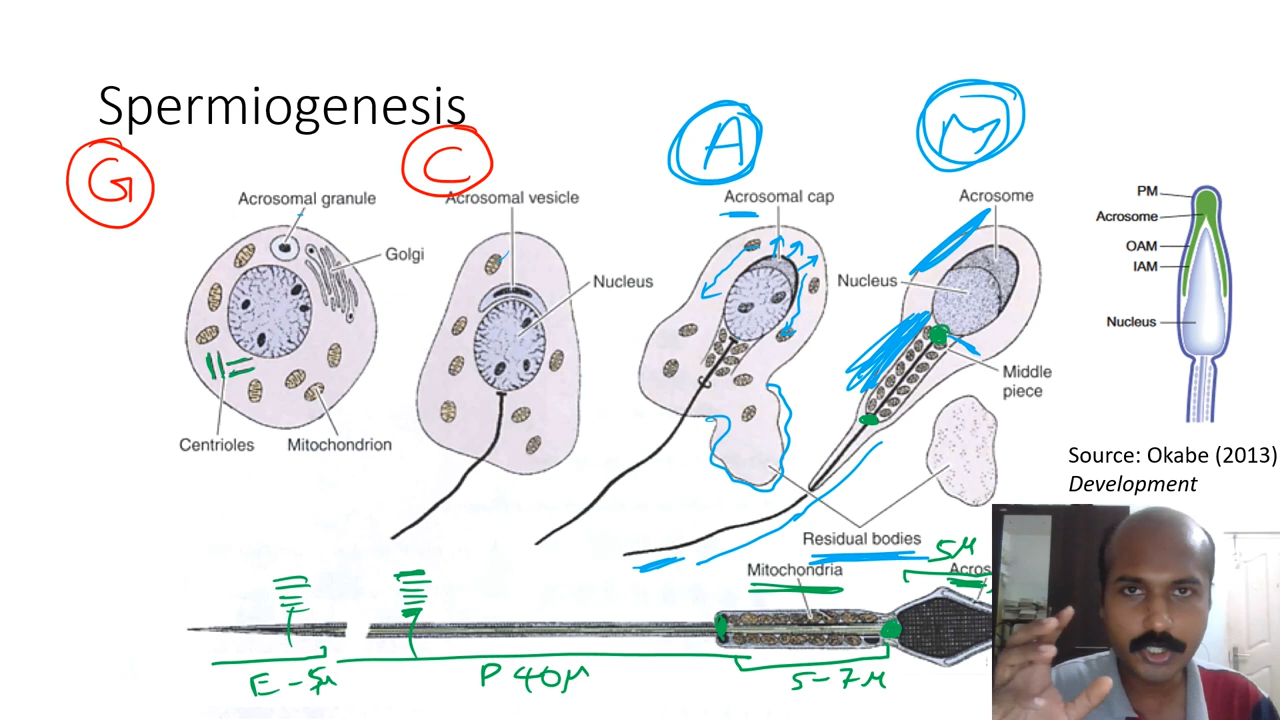 Spermiogenesis
G
C
A
M
Acrosomal granule
Golgi
Centrioles
Mitochondrion
Acrosomal vesicle
Nucleus
Acrosomal cap
Acrosome
Nucleus
Middle
piece
Residual bodies
PM
Acrosome
OAM
IAM
Nucleus
Source: Okabe (2013)
Development
Mitochondria
5μ
Acros
E - 5μ
P 40μ
5-7μ